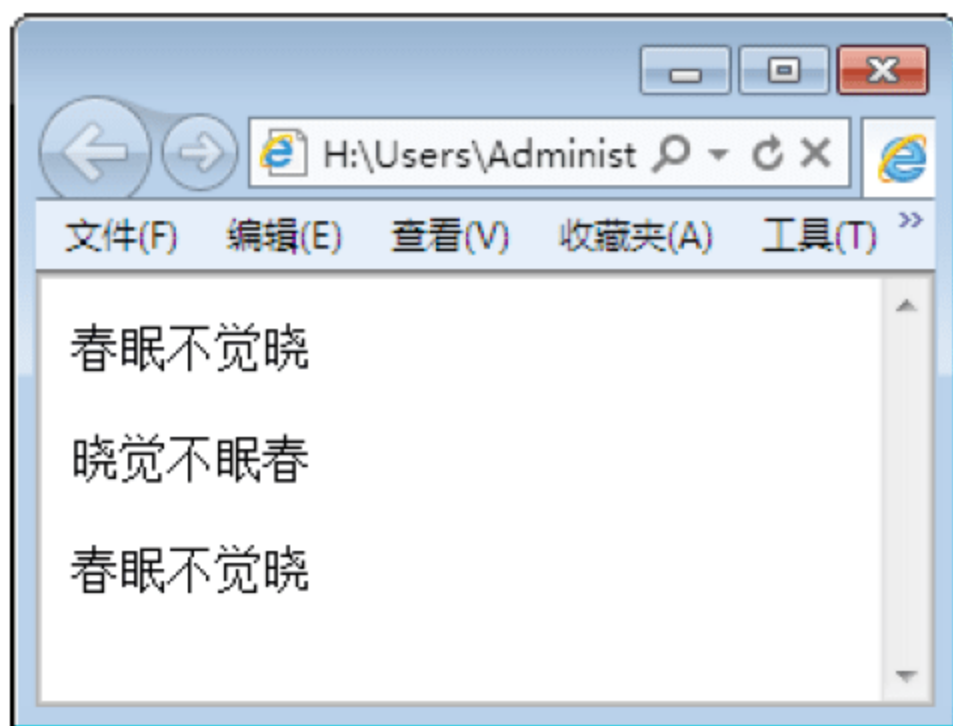 H:\Users\Administ
文件(F) 编辑(E) 查看(V) 收藏夹(A) 工具(T) »
春眠不觉晓
晓觉不眠春
春眠不觉晓